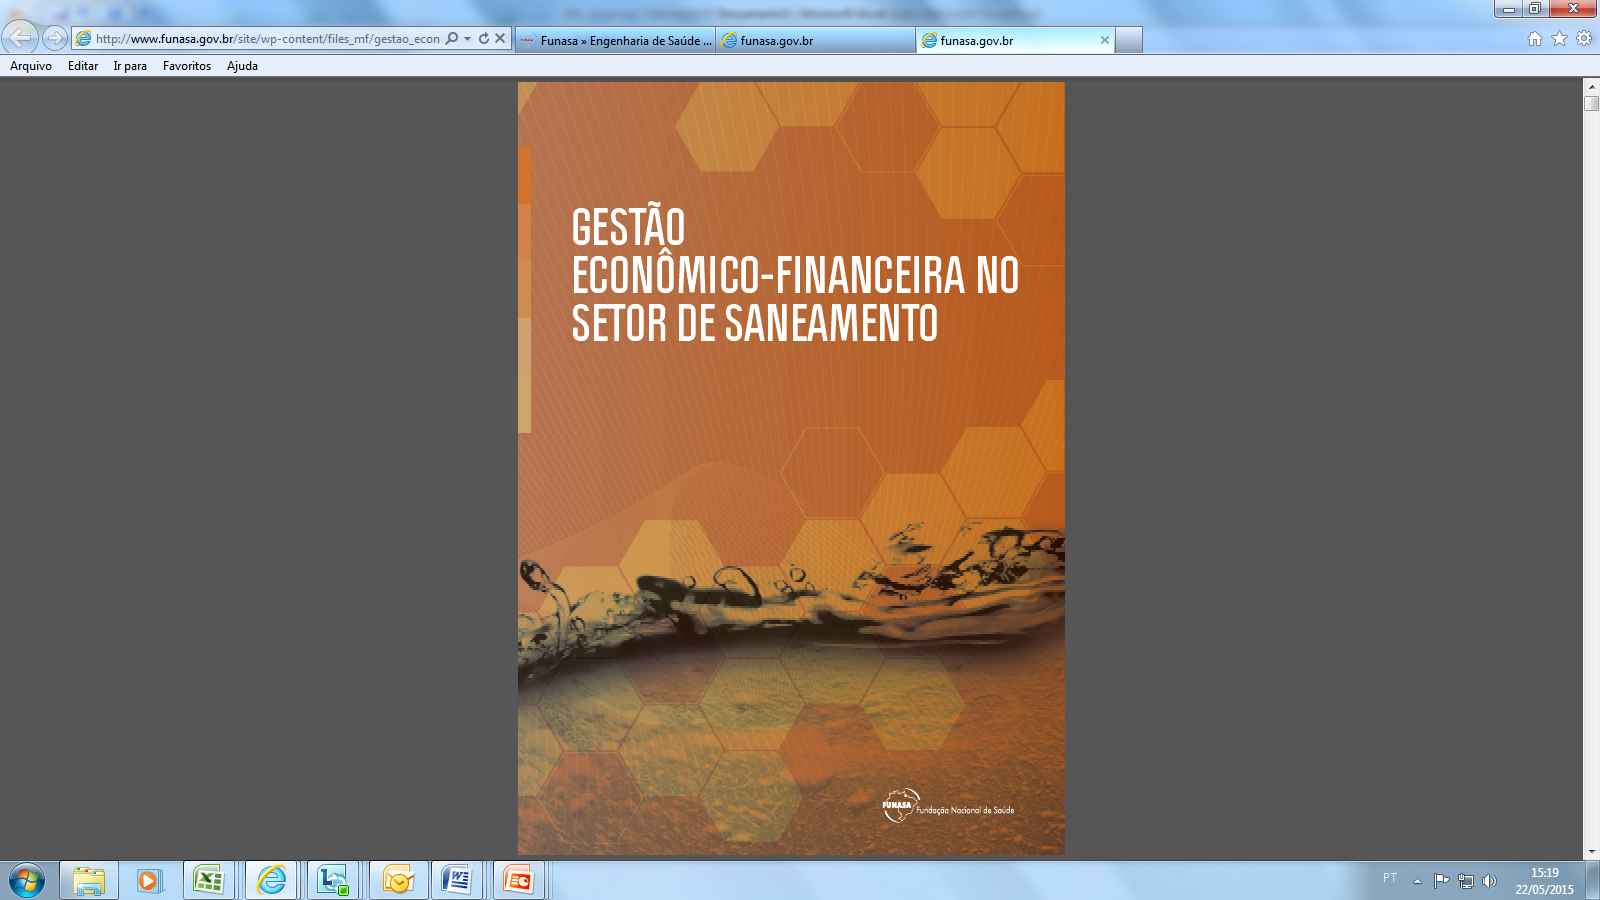 http://www.funasa.gov.br/site/wp-content/files_mf/gestao_econ
Funasa » Engenharia de Saúde ...
funasa.gov.br
funasa.gov.br
Arquivo Editar Ir para Favoritos Ajuda
GESTÃO
ECONÔMICO-FINANCEIRA NO
SETOR DE SANEAMENTO
FUNASA Fundação Nacional de Saúde
PT
15:19
22/05/2015